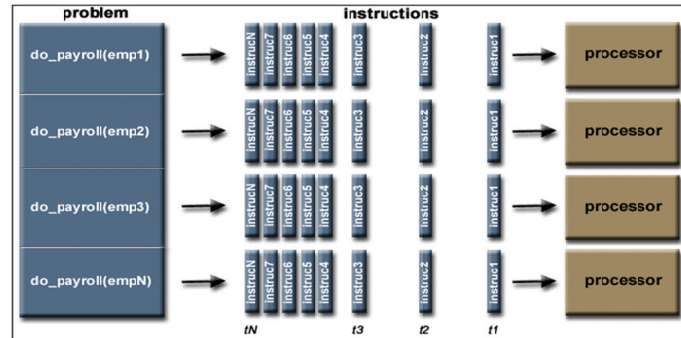 problem instructions
do_payroll(emp1) instrucN instruc7 instruc6 instruc5 instruc4 instruc3 instruc2 instruc1 processor
do_payroll(emp2) instrucN instruc7 instruc6 instruc5 instruc4 instruc3 instruc2 instruc1 processor
do_payroll(emp3) instrucN instruc7 instruc6 instruc5 instruc4 instruc3 instruc2 instruc1 processor
do_payroll(empN) instrucN instruc7 instruc6 instruc5 instruc4 instruc3 instruc2 instruc1 processor
tN t3 t2 t1